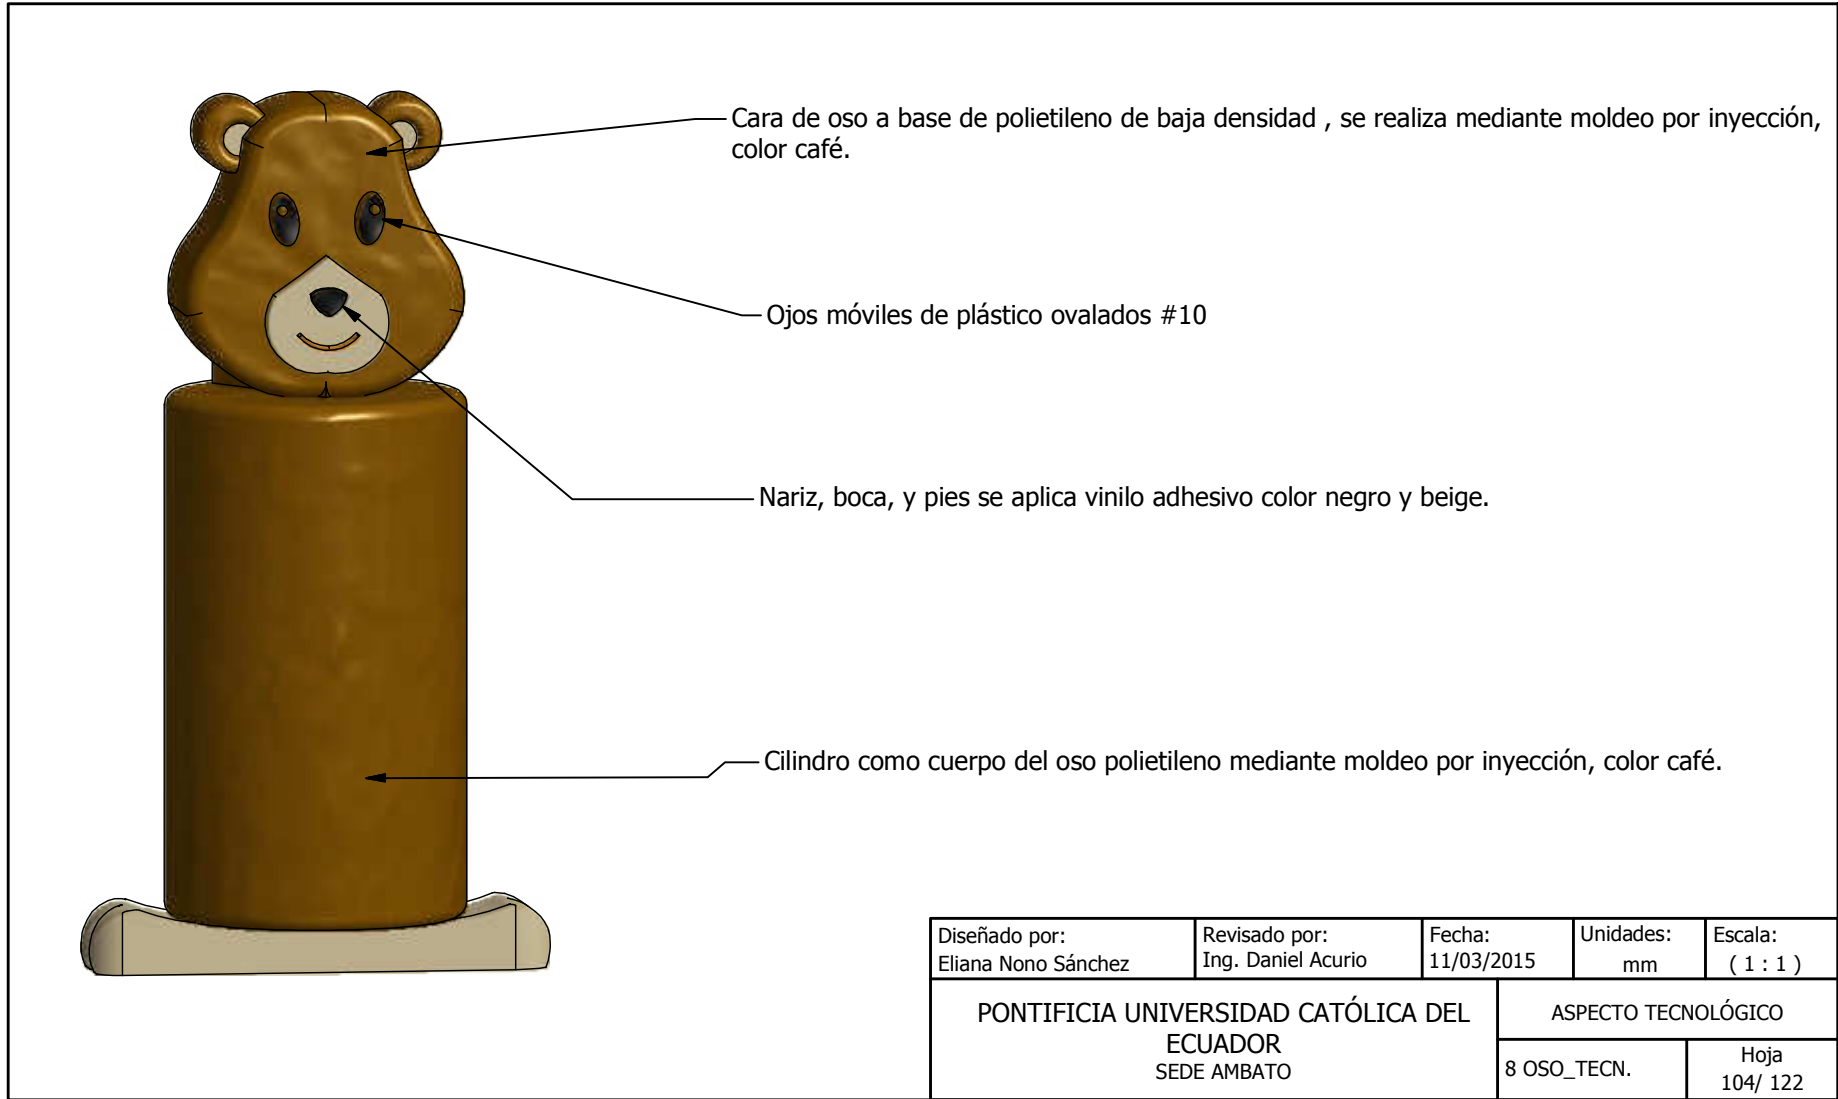 Cara de oso a base de polietileno de baja densidad , se realiza mediante moldeo por inyección,
color café.
Ojos móviles de plástico ovalados #10
Nariz, boca, y pies se aplica vinilo adhesivo color negro y beige.
Cilindro como cuerpo del oso polietileno mediante moldeo por inyección, color café.
Diseñado por:
Eliana Nono Sánchez
Revisado por:
Ing. Daniel Acurio
Fecha:
11/03/2015
Unidades:
mm
Escala:
( 1 : 1 )
PONTIFICIA UNIVERSIDAD CATÓLICA DEL
ECUADOR
SEDE AMBATO
ASPECTO TECNOLÓGICO
8 OSO_TECN.
Hoja
104/ 122